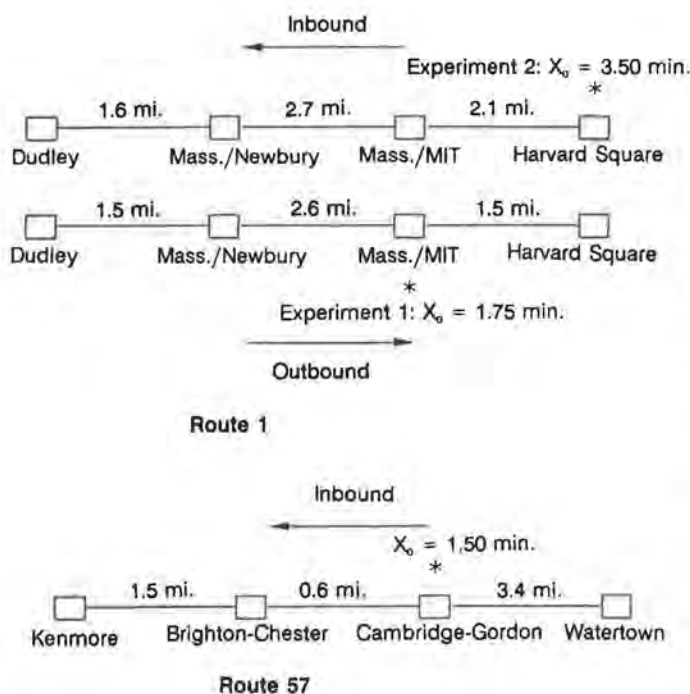 Inbound
Experiment 2: X₀ = 3.50 min.
*
1.6 mi. 2.7 mi. 2.1 mi.
Dudley Mass./Newbury Mass./MIT Harvard Square
1.5 mi. 2.6 mi. 1.5 mi.
Dudley Mass./Newbury Mass./MIT Harvard Square
*
Experiment 1: X₀ = 1.75 min.
Outbound
Route 1
Inbound
X₀ = 1.50 min.
*
1.5 mi. 0.6 mi. 3.4 mi.
Kenmore Brighton-Chester Cambridge-Gordon Watertown
Route 57